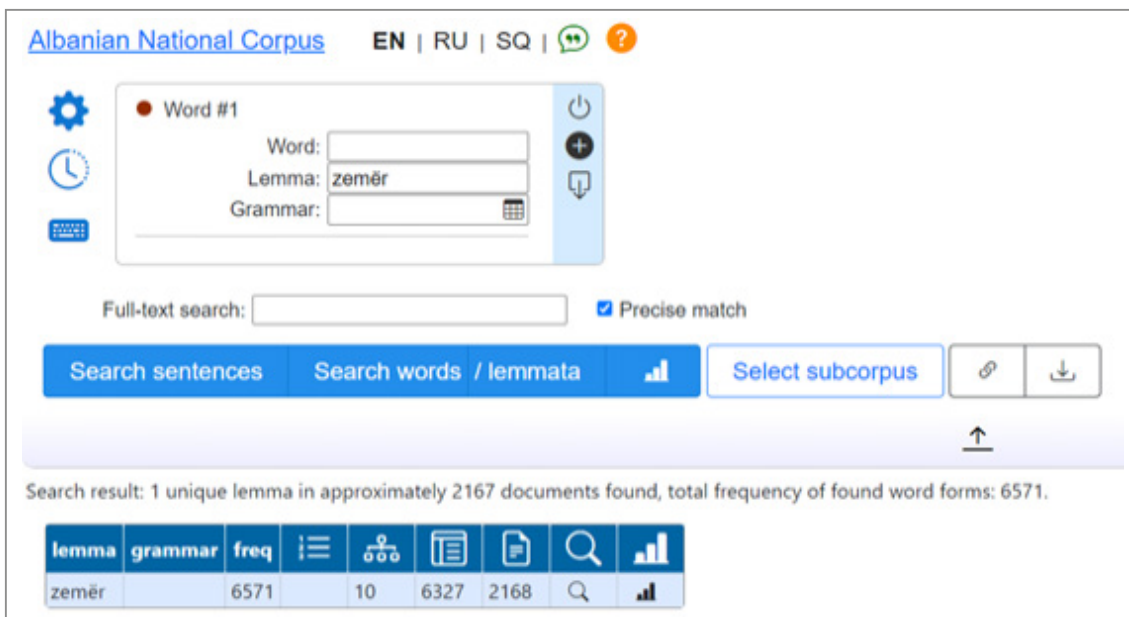 Albanian National Corpus EN | RU | SQ | ?
Word #1
Word:
Lemma: zemër
Grammar:
Full-text search: Precise match
Search sentences Search words / lemmata Select subcorpus
Search result: 1 unique lemma in approximately 2167 documents found, total frequency of found word forms: 6571.
lemma grammar freq
zemër 6571 10 6327 2168